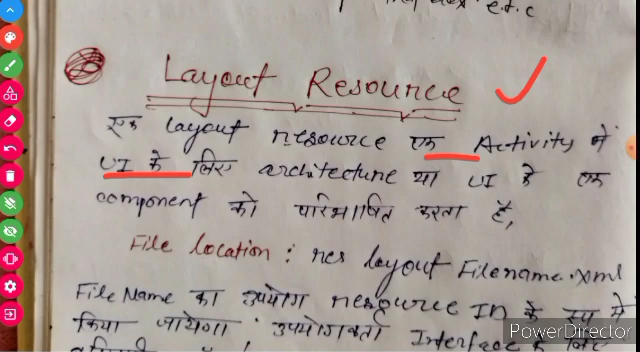 e.t.c
Layout Resource
एक layout resource एक Activity में
UI के लिए architecture या UI के एक
component को परिभाषित करता है,
File location : res layout Filename.xml
File Name का उपयोग resource ID के रूप में
किया जायेगा उपयोगकर्ता Interface के लिए
PowerDirector